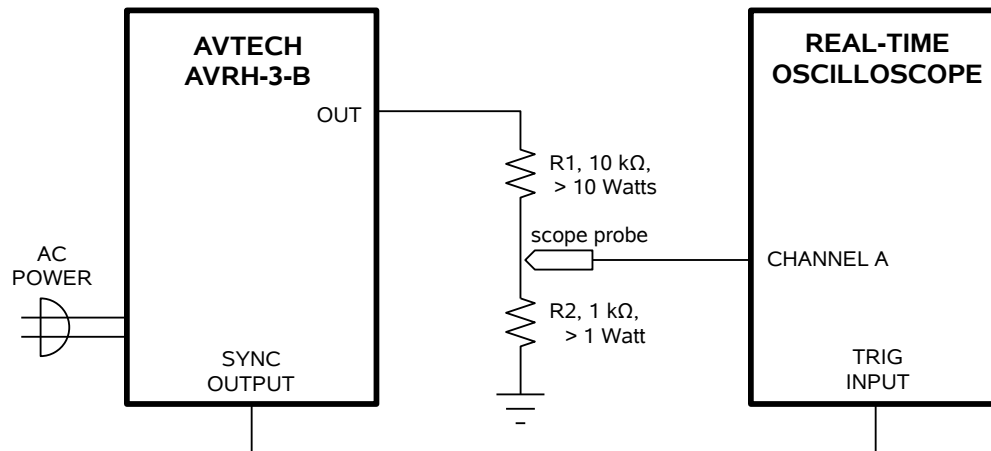 AVTECH
AVRH-3-B
OUT
AC
POWER
SYNC
OUTPUT
R1, 10 kΩ,
> 10 Watts
scope probe
R2, 1 kΩ,
> 1 Watt
REAL-TIME
OSCILLOSCOPE
CHANNEL A
TRIG
INPUT